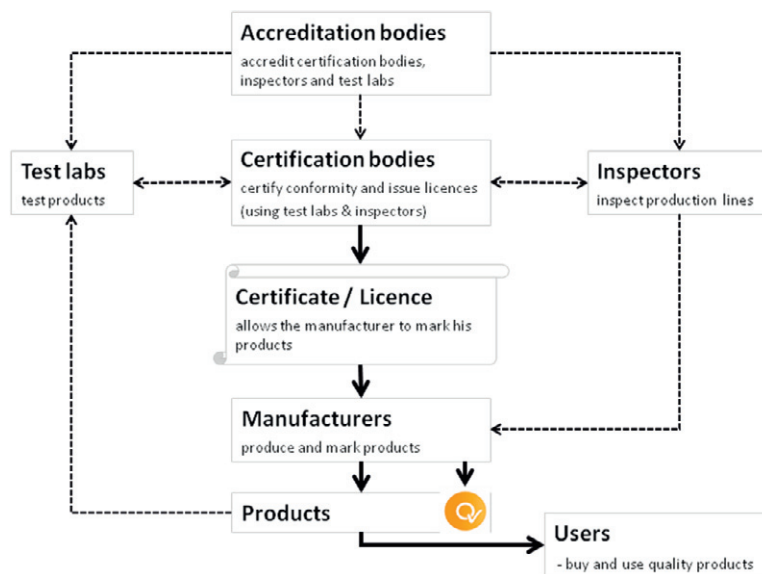 Accreditation bodies
accredit certification bodies,
inspectors and test labs
Test labs
test products
Certification bodies
certify conformity and issue licences
(using test labs & inspectors)
Inspectors
inspect production lines
Certificate / Licence
allows the manufacturer to mark his
products
Manufacturers
produce and mark products
Products
Users
- buy and use quality products